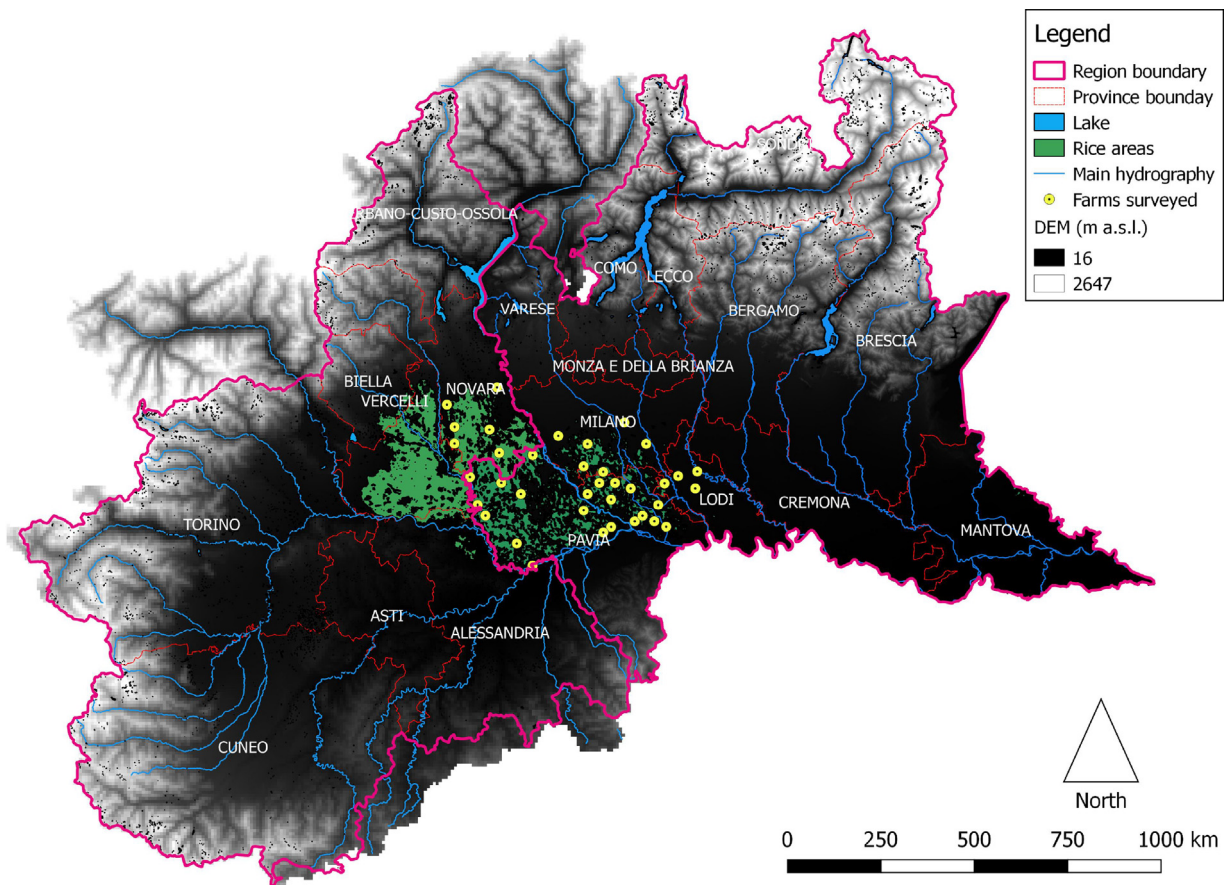 Legend
Region boundary
Province bounday
Lake
Rice areas
Main hydrography
Farms surveyed
DEM (m a.s.l.)
16
2647
SOND
RBANO-CUSIO-OSSOLA
COMO
LECCO
VARESE
BERGAMO
BRESCIA
MONZA E DELLA BRIANZA
BIELLA
NOVARA
VERCELLI
MILANO
LODI
CREMONA
TORINO
MANTOVA
PAVIA
ASTI
ALESSANDRIA
CUNEO
North
0 250 500 750 1000 km